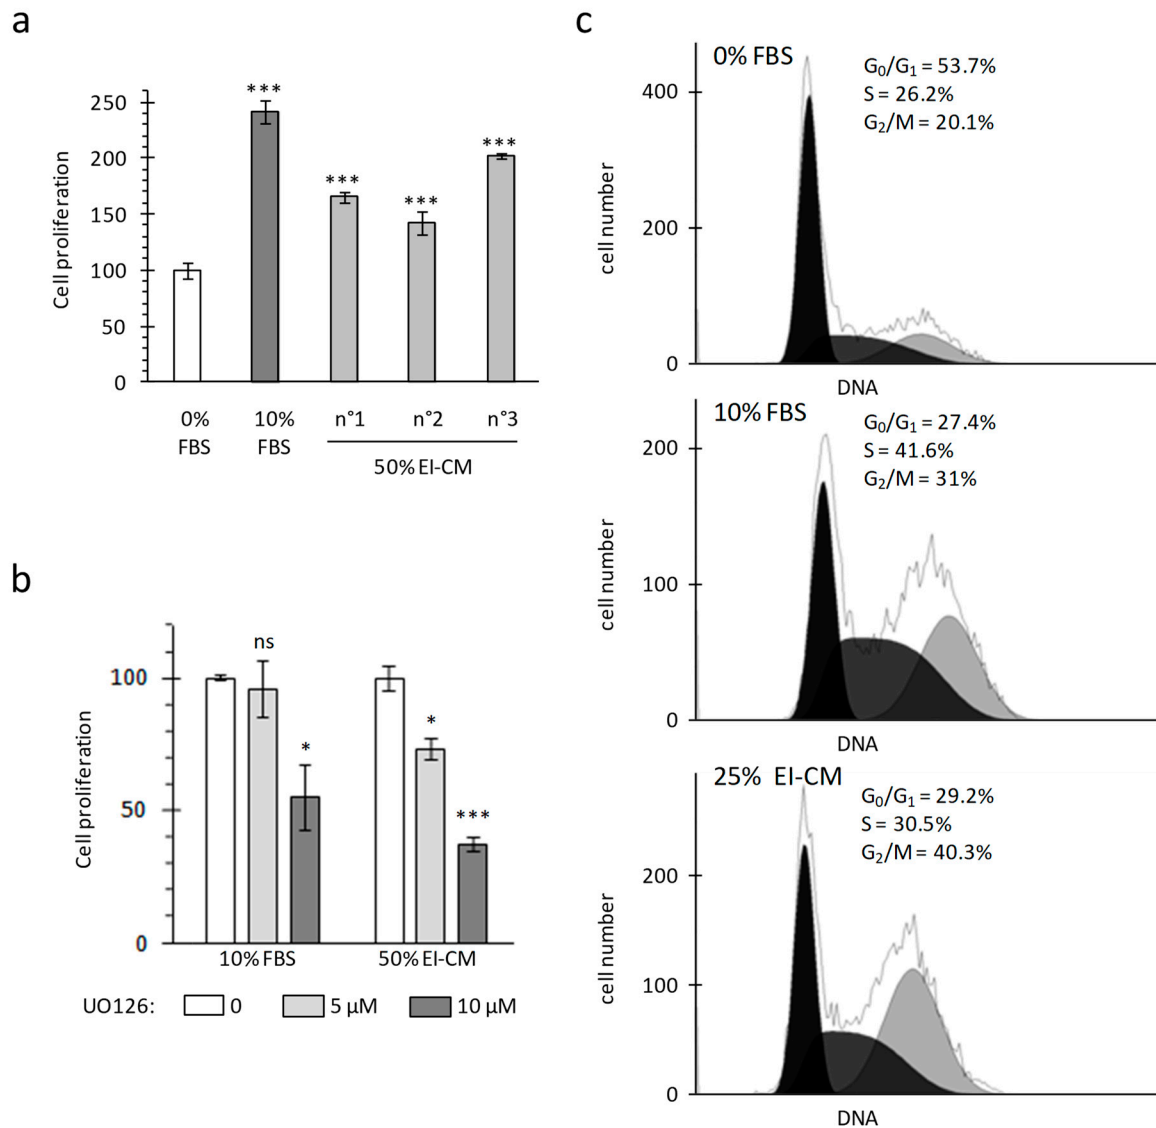 a
Cell proliferation
250
200
150
100
50
0
***
***
***
***
0%
FBS
10%
FBS
n°1
n°2
n°3
50% EI-CM
b
Cell proliferation
100
50
0
ns
*
*
***
10% FBS
50% EI-CM
UO126:
0
5 µM
10 µM
c
0% FBS
G₀/G₁ = 53.7%
S = 26.2%
G₂/M = 20.1%
cell number
400
200
0
DNA
10% FBS
G₀/G₁ = 27.4%
S = 41.6%
G₂/M = 31%
cell number
200
100
0
DNA
25% EI-CM
G₀/G₁ = 29.2%
S = 30.5%
G₂/M = 40.3%
cell number
200
100
0
DNA